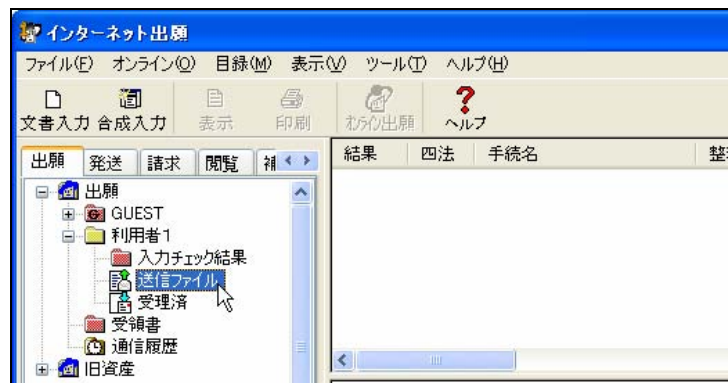 インターネット出願
ファイル(F) オンライン(O) 目録(M) 表示(V) ツール(T) ヘルプ(H)
文書入力 合成入力 表示 印刷 オンライン出願 ヘルプ
出願 発送 請求 閲覧 補
結果 四法 手続名 整
出願
GUEST
利用者1
入力チェック結果
送信ファイル
受理済
受領書
通信履歴
旧資産